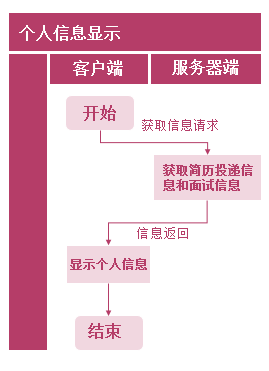 个人信息显示
客户端
服务器端
开始
获取信息请求
获取简历投递信
息和面试信息
信息返回
显示个人信息
结束